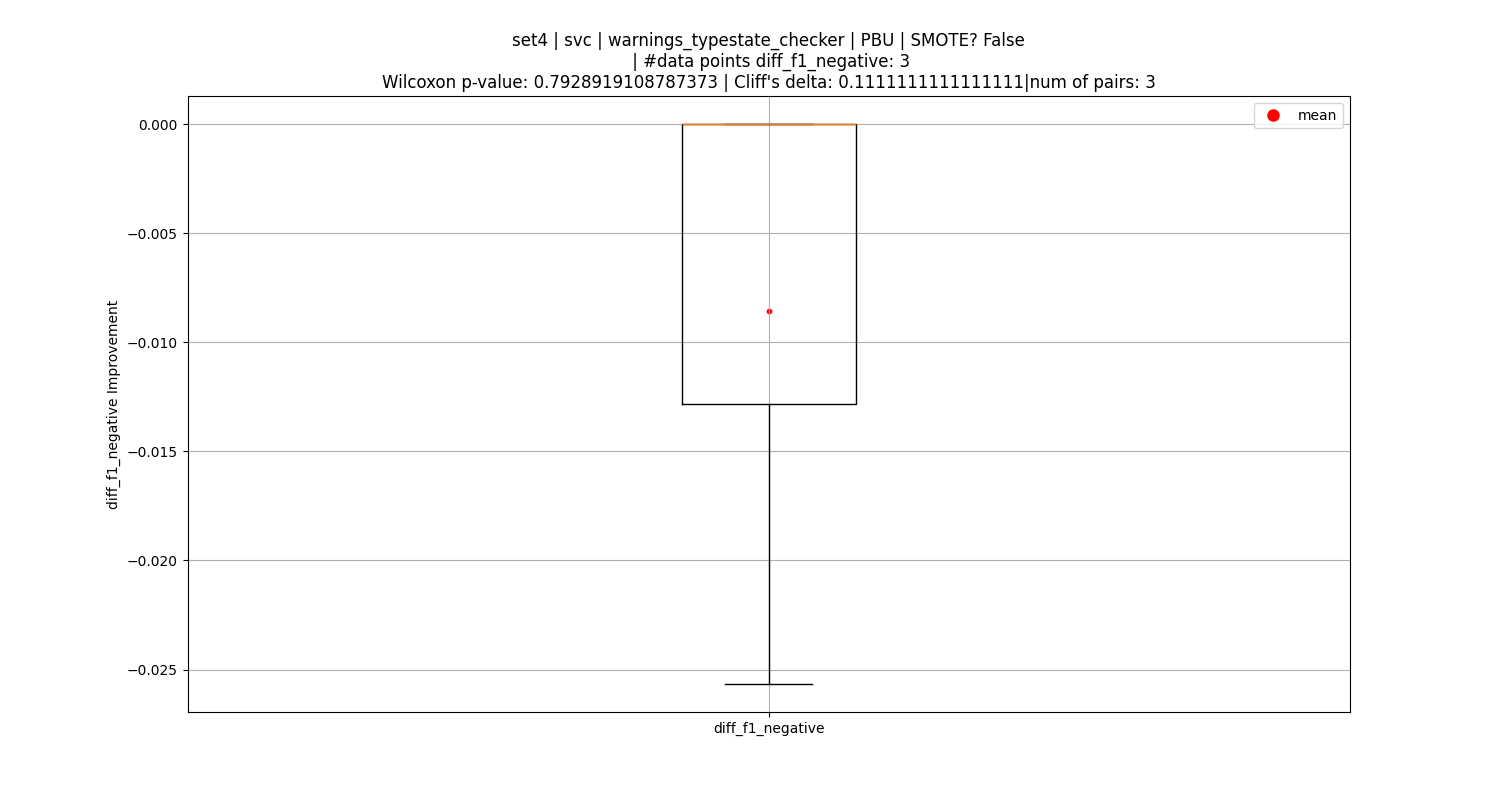 set4 | svc | warnings_typestate_checker | PBU | SMOTE? False
| #data points diff_f1_negative: 3
Wilcoxon p-value: 0.7928919108787373 | Cliff's delta: 0.1111111111111111|num of pairs: 3
mean
0.000
−0.005
−0.010
−0.015
−0.020
−0.025
diff_f1_negative Improvement
diff_f1_negative